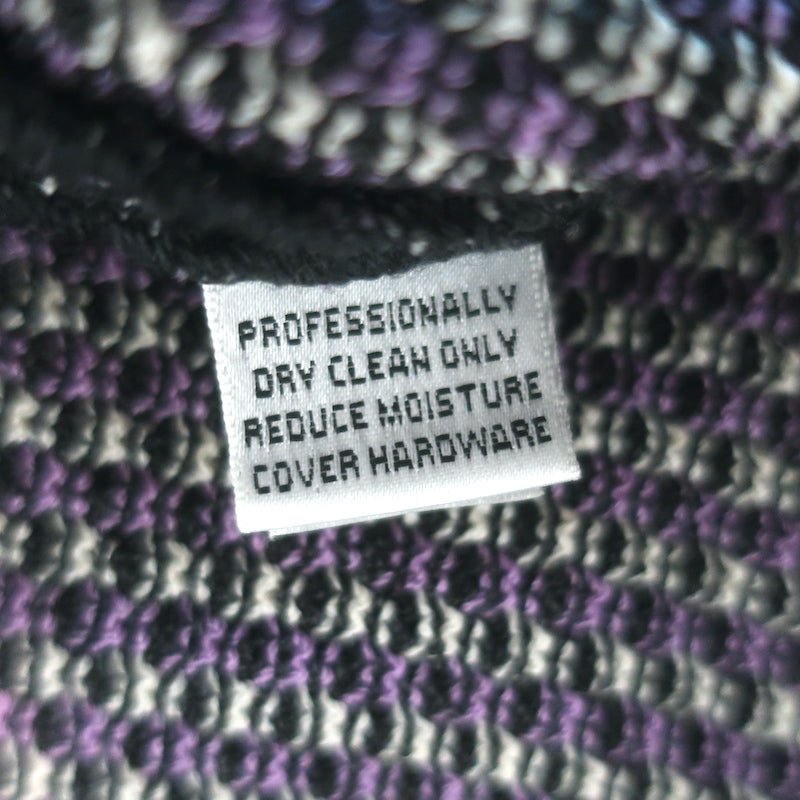 PROFESSIONALLY
DRY CLEAN ONLY
REDUCE MOISTURE
COVER HARDWARE